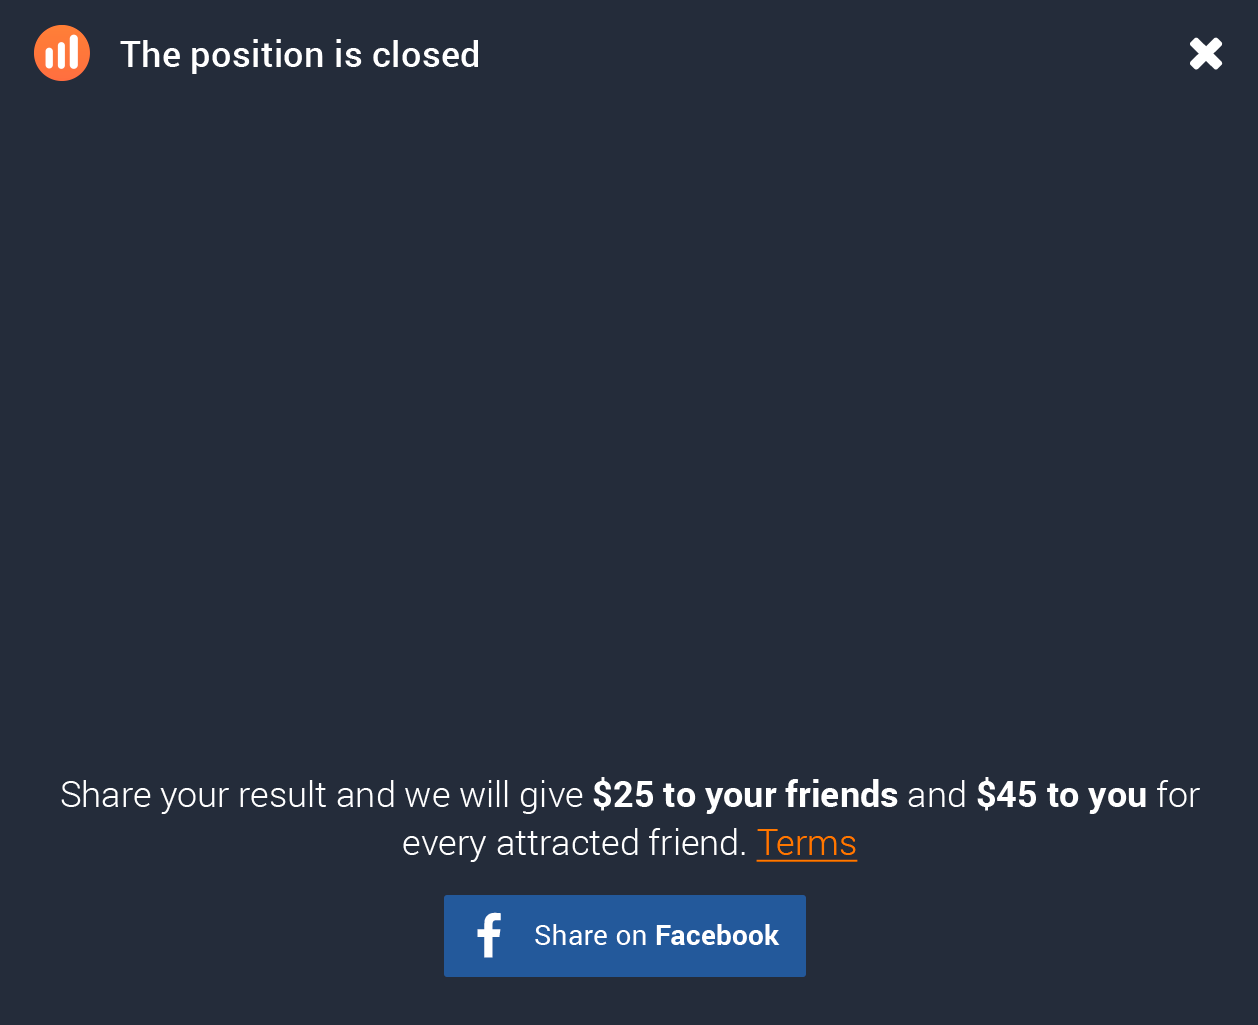 The position is closed
Share your result and we will give $25 to your friends and $45 to you for
every attracted friend. Terms
Share on Facebook